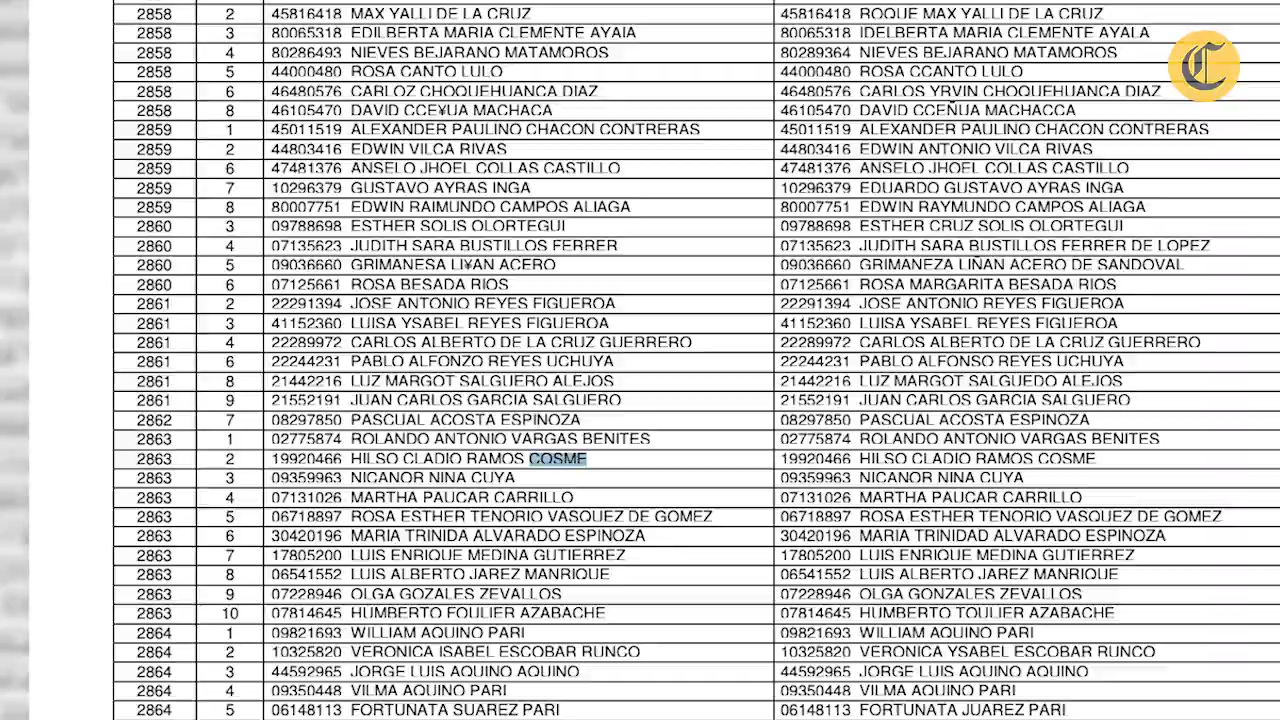 2858 2 45816418 MAX YALLI DE LA CRUZ 45816418 ROQUE MAX YALLI DE LA CRUZ
2858 3 80065318 EDILBERTA MARIA CLEMENTE AYAIA 80065318 IDELBERTA MARIA CLEMENTE AYALA
2858 4 80286493 NIEVES BEJARANO MATAMOROS 80289364 NIEVES BEJARANO MATAMOROS
2858 5 44000480 ROSA CANTO LULO 44000480 ROSA CCANTO LULO
2858 6 46480576 CARLOZ CHOQUEHUANCA DIAZ 46480576 CARLOS YRVIN CHOQUEHUANCA DIAZ
2858 8 46105470 DAVID CCE¥UA MACHACA 46105470 DAVID CCEÑUA MACHACCA
2859 1 45011519 ALEXANDER PAULINO CHACON CONTRERAS 45011519 ALEXANDER PAULINO CHACON CONTRERAS
2859 2 44803416 EDWIN VILCA RIVAS 44803416 EDWIN ANTONIO VILCA RIVAS
2859 6 47481376 ANSELO JHOEL COLLAS CASTILLO 47481376 ANSELO JHOEL COLLAS CASTILLO
2859 7 10296379 GUSTAVO AYRAS INGA 10296379 EDUARDO GUSTAVO AYRAS INGA
2859 8 80007751 EDWIN RAIMUNDO CAMPOS ALIAGA 80007751 EDWIN RAYMUNDO CAMPOS ALIAGA
2860 3 09788698 ESTHER SOLIS OLORTEGUI 09788698 ESTHER CRUZ SOLIS OLORTEGUI
2860 4 07135623 JUDITH SARA BUSTILLOS FERRER 07135623 JUDITH SARA BUSTILLOS FERRER DE LOPEZ
2860 5 09036660 GRIMANESA LI¥AN ACERO 09036660 GRIMANEZA LIÑAN ACERO DE SANDOVAL
2860 6 07125661 ROSA BESADA RIOS 07125661 ROSA MARGARITA BESADA RIOS
2861 2 22291394 JOSE ANTONIO REYES FIGUEROA 22291394 JOSE ANTONIO REYES FIGUEROA
2861 3 41152360 LUISA YSABEL REYES FIGUEROA 41152360 LUISA YSABEL REYES FIGUEROA
2861 4 22289972 CARLOS ALBERTO DE LA CRUZ GUERRERO 22289972 CARLOS ALBERTO DE LA CRUZ GUERRERO
2861 6 22244231 PABLO ALFONZO REYES UCHUYA 22244231 PABLO ALFONSO REYES UCHUYA
2861 8 21442216 LUZ MARGOT SALGUERO ALEJOS 21442216 LUZ MARGOT SALGUEDO ALEJOS
2861 9 21552191 JUAN CARLOS GARCIA SALGUERO 21552191 JUAN CARLOS GARCIA SALGUERO
2862 7 08297850 PASCUAL ACOSTA ESPINOZA 08297850 PASCUAL ACOSTA ESPINOZA
2863 1 02775874 ROLANDO ANTONIO VARGAS BENITES 02775874 ROLANDO ANTONIO VARGAS BENITES
2863 2 19920466 HILSO CLADIO RAMOS COSME 19920466 HILSO CLADIO RAMOS COSME
2863 3 09359963 NICANOR NINA CUYA 09359963 NICANOR NINA CUYA
2863 4 07131026 MARTHA PAUCAR CARRILLO 07131026 MARTHA PAUCAR CARRILLO
2863 5 06718897 ROSA ESTHER TENORIO VASQUEZ DE GOMEZ 06718897 ROSA ESTHER TENORIO VASQUEZ DE GOMEZ
2863 6 30420196 MARIA TRINIDA ALVARADO ESPINOZA 30420196 MARIA TRINIDAD ALVARADO ESPINOZA
2863 7 17805200 LUIS ENRIQUE MEDINA GUTIERREZ 17805200 LUIS ENRIQUE MEDINA GUTIERREZ
2863 8 06541552 LUIS ALBERTO JAREZ MANRIQUE 06541552 LUIS ALBERTO JAREZ MANRIQUE
2863 9 07228946 OLGA GOZALES ZEVALLOS 07228946 OLGA GONZALES ZEVALLOS
2863 10 07814645 HUMBERTO FOULIER AZABACHE 07814645 HUMBERTO TOULIER AZABACHE
2864 1 09821693 WILLIAM AQUINO PARI 09821693 WILLIAM AQUINO PARI
2864 2 10325820 VERONICA ISABEL ESCOBAR RUNCO 10325820 VERONICA YSABEL ESCOBAR RUNCO
2864 3 44592965 JORGE LUIS AQUINO AQUINO 44592965 JORGE LUIS AQUINO AQUINO
2864 4 09350448 VILMA AQUINO PARI 09350448 VILMA AQUINO PARI
2864 5 06148113 FORTUNATA SUAREZ PARI 06148113 FORTUNATA JUAREZ PARI
C